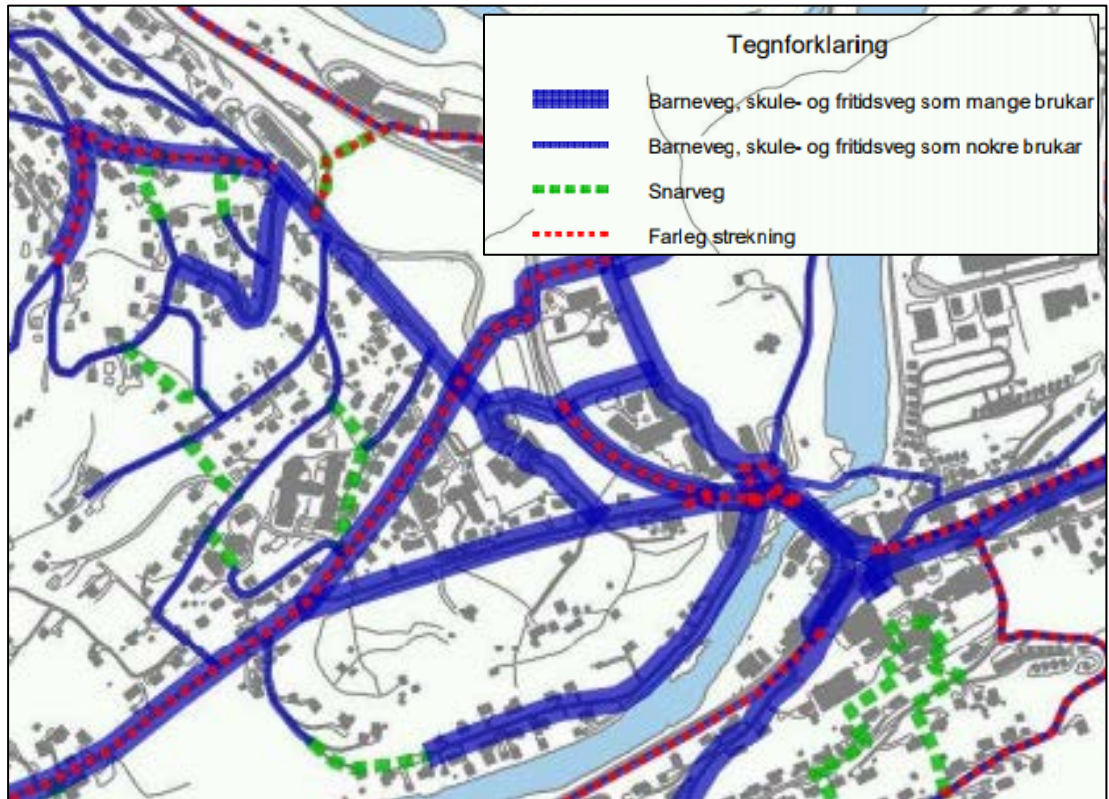 Tegnforklaring
Barneveg, skule- og fritidsveg som mange brukar
Barneveg, skule- og fritidsveg som nokre brukar
Snarveg
Farleg strekning